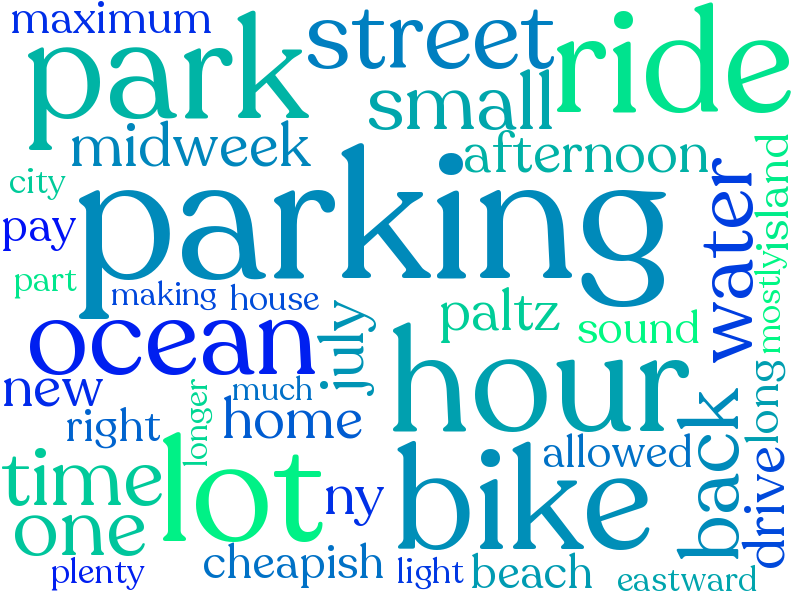 maximum
park
street
ride
small
midweek
afternoon
city
parking
water
island
pay
part
making
house
july
paltz
sound
mostly
ocean
hour
new
much
longer
home
right
back
long
time
lot
ny
bike
allowed
drive
one
cheapish
light
beach
plenty
eastward